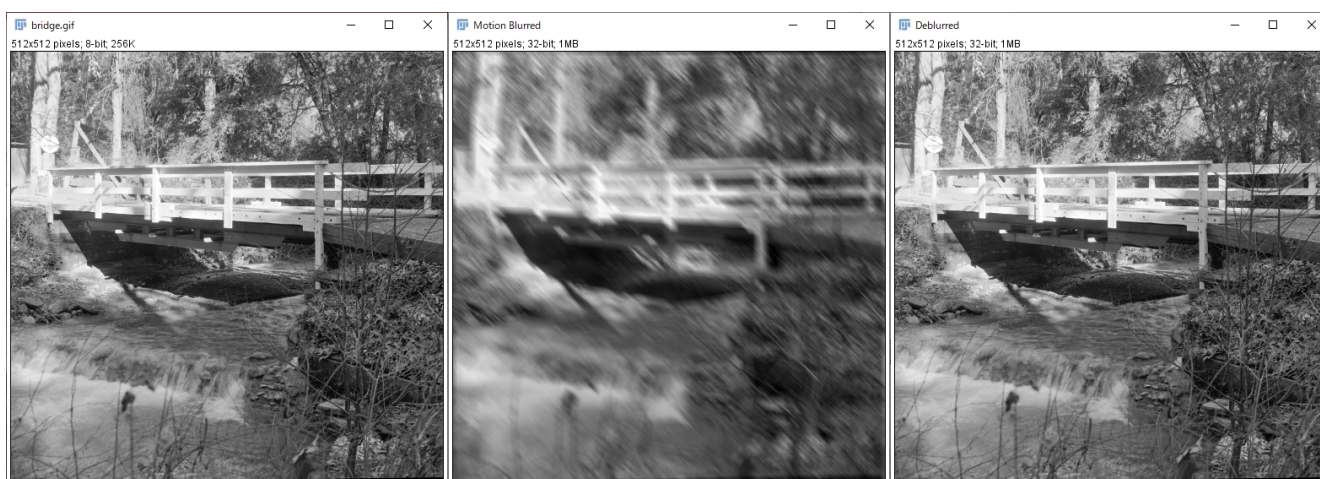 bridge.gif
512x512 pixels; 8-bit; 256K
Motion Blurred
512x512 pixels; 32-bit; 1MB
Deblurred
512x512 pixels; 32-bit; 1MB